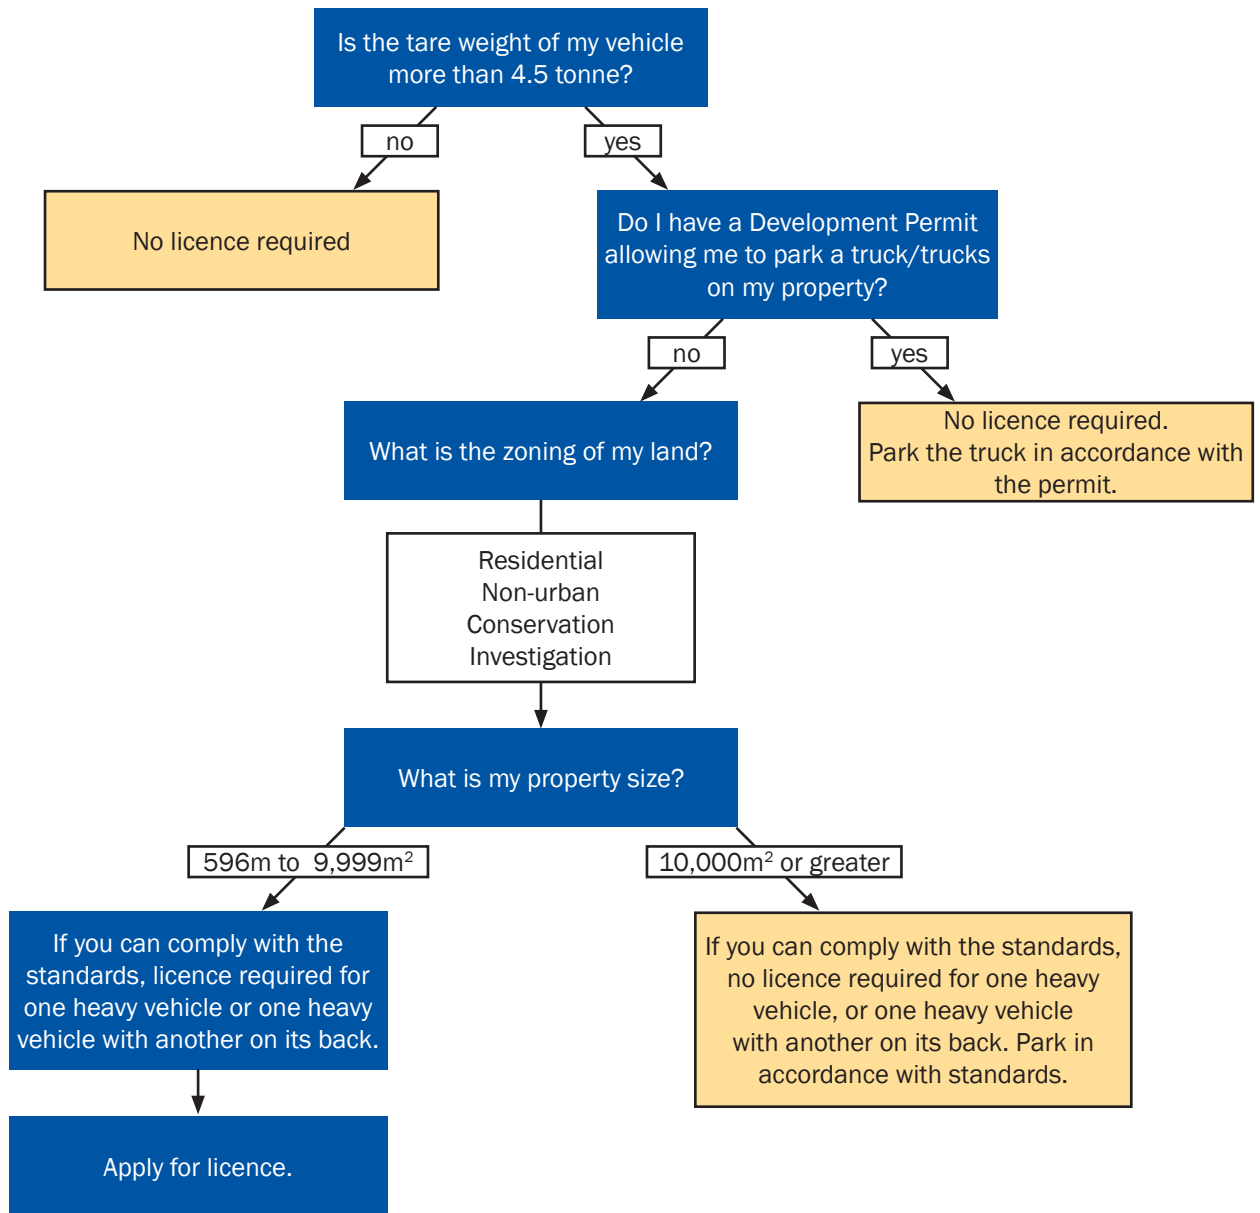 Is the tare weight of my vehicle
more than 4.5 tonne?
no
yes
No licence required
Do I have a Development Permit
allowing me to park a truck/trucks
on my property?
no
yes
What is the zoning of my land?
No licence required.
Park the truck in accordance with
the permit.
Residential
Non-urban
Conservation
Investigation
What is my property size?
596m to 9,999m²
10,000m² or greater
If you can comply with the
standards, licence required for
one heavy vehicle or one heavy
vehicle with another on its back.
If you can comply with the standards,
no licence required for one heavy
vehicle, or one heavy vehicle
with another on its back. Park in
accordance with standards.
Apply for licence.